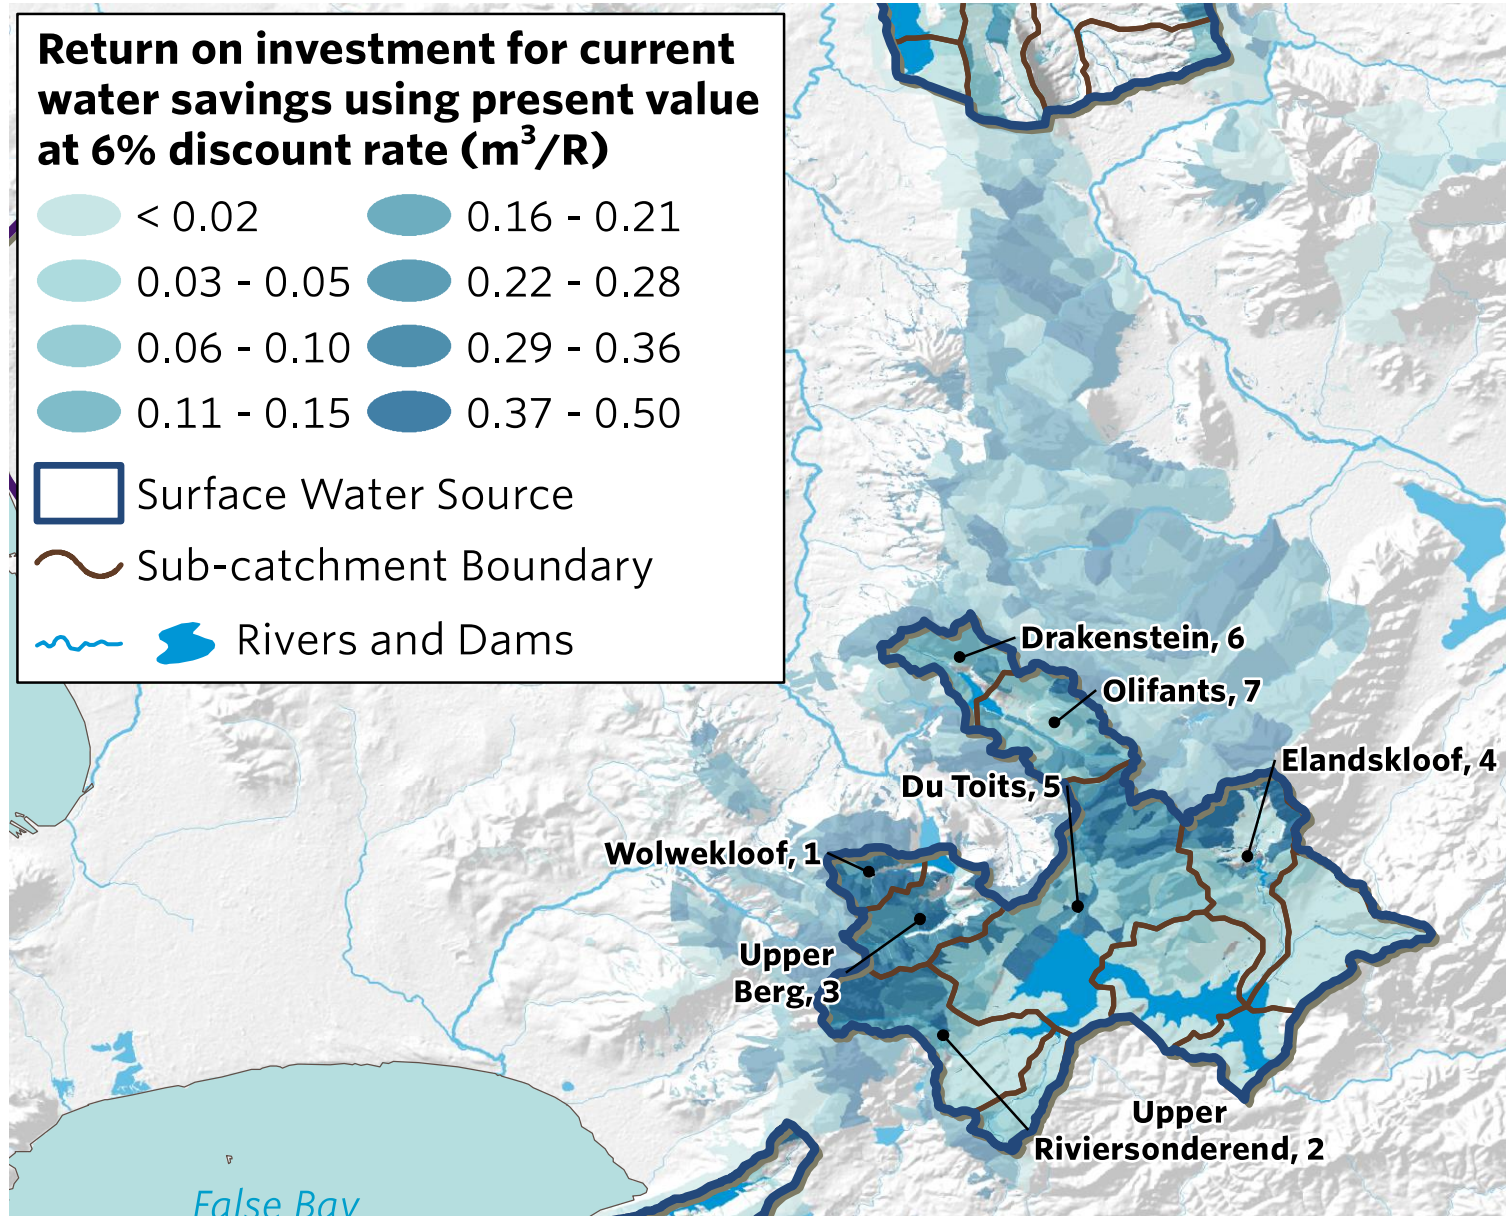 Return on investment for current
water savings using present value
at 6% discount rate (m³/R)
< 0.02
0.03 - 0.05
0.06 - 0.10
0.11 - 0.15
0.16 - 0.21
0.22 - 0.28
0.29 - 0.36
0.37 - 0.50
Surface Water Source
Sub-catchment Boundary
Rivers and Dams
Drakenstein, 6
Olifants, 7
Elandskloof, 4
Du Toits, 5
Wolwekloof, 1
Upper
Berg, 3
Upper
Riviersonderend, 2
False Bay